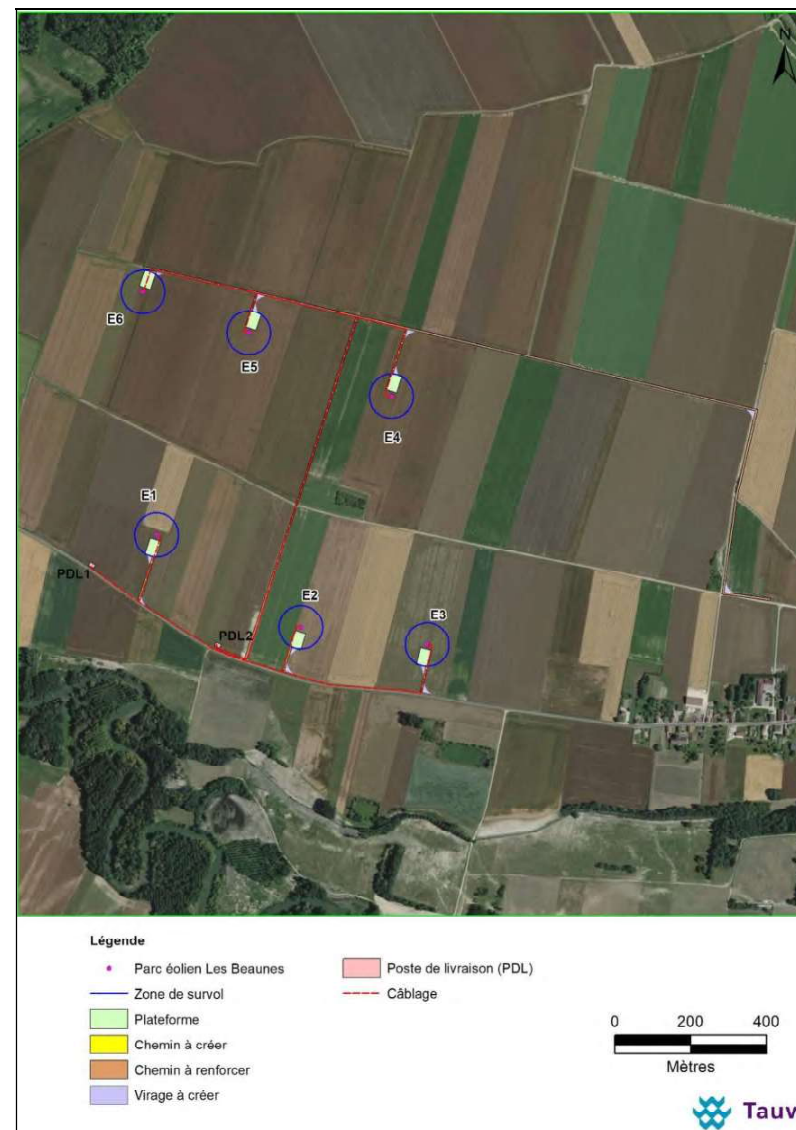 N
E6
E5
E4
E1
PDL1
E2
PDL2
E3
Légende
Parc éolien Les Beaunes
Zone de survol
Plateforme
Chemin à créer
Chemin à renforcer
Virage à créer
Poste de livraison (PDL)
Câblage
0 200 400
Mètres
Tauw